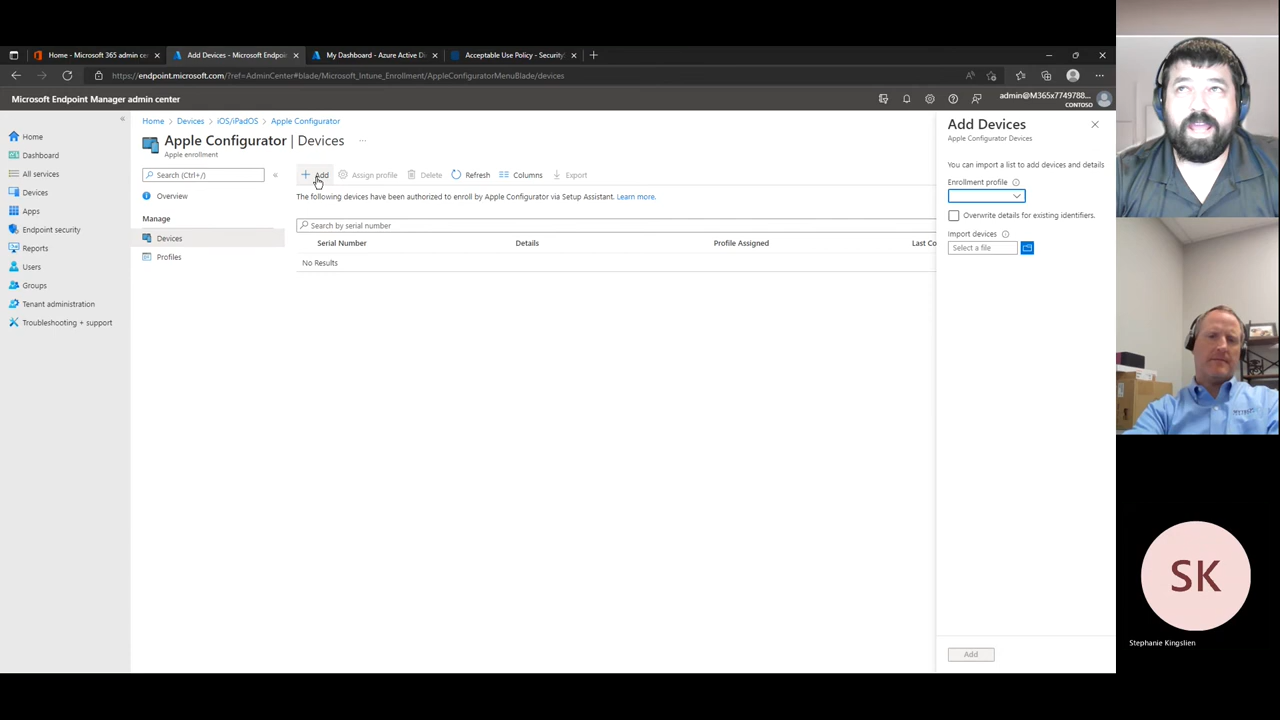 Home - Microsoft 365 admin cen
Add Devices - Microsoft Endpoin
My Dashboard - Azure Active Di
Acceptable Use Policy - Security
https://endpoint.microsoft.com/?ref=AdminCenter#blade/Microsoft_Intune_Enrollment/AppleConfiguratorMenuBlade/devices
Microsoft Endpoint Manager admin center
admin@M365x7749788...
CONTOSO
Home
Dashboard
All services
Devices
Apps
Endpoint security
Reports
Users
Groups
Tenant administration
Troubleshooting + support
Home > Devices > iOS/iPadOS > Apple Configurator
Apple Configurator | Devices ...
Apple enrollment
Search (Ctrl+/)
Overview
Manage
Devices
Profiles
+ Add Assign profile Delete Refresh Columns Export
The following devices have been authorized to enroll by Apple Configurator via Setup Assistant. Learn more.
Search by serial number
Serial Number Details Profile Assigned Last Co
No Results
Add Devices
Apple Configurator Devices
You can import a list to add devices and details
Enrollment profile
Overwrite details for existing identifiers.
Import devices
Select a file
Add
SK
Stephanie Kingslien